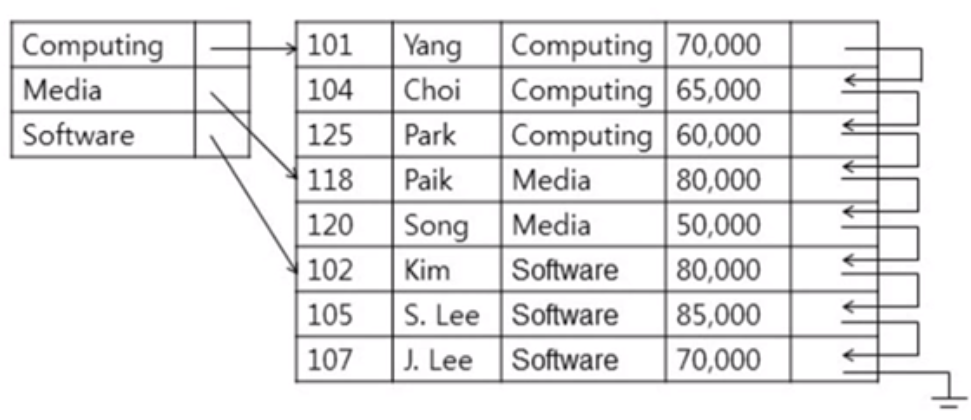 Computing 101 Yang Computing 70,000
Media 104 Choi Computing 65,000
Software 125 Park Computing 60,000
118 Paik Media 80,000
120 Song Media 50,000
102 Kim Software 80,000
105 S. Lee Software 85,000
107 J. Lee Software 70,000